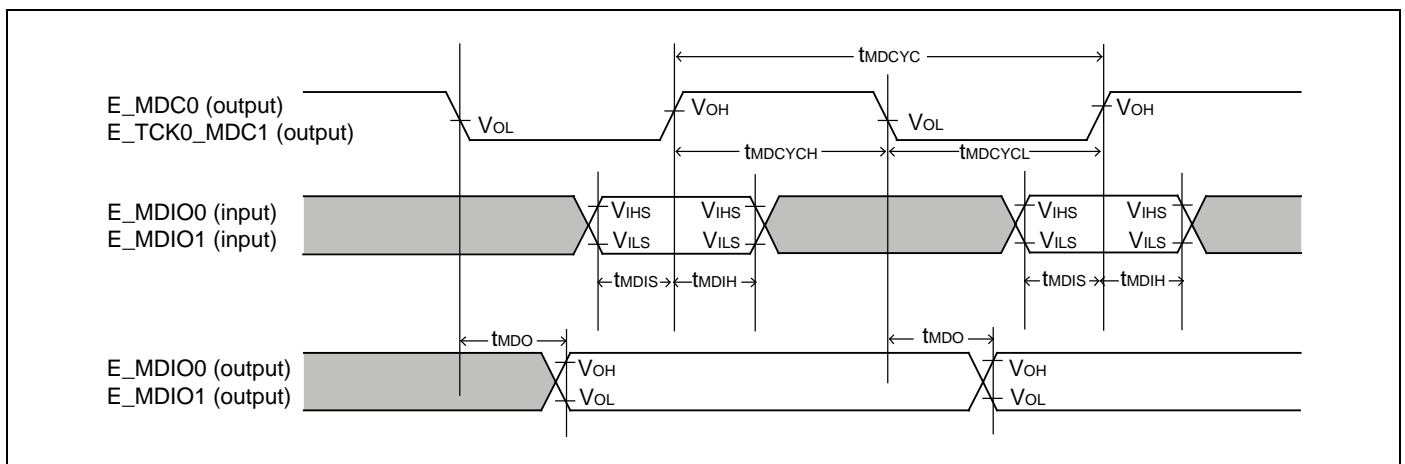 tMDCYC
E_MDC0 (output)
E_TCK0_MDC1 (output)
VOL
VOH
VOL
VOH
tMDCYCH
tMDCYCL
E_MDIO0 (input)
E_MDIO1 (input)
VIHS
VIHS
VIHS
VIHS
VILS
VILS
VILS
VILS
tMDIS
tMDIH
tMDIS
tMDIH
tMDO
tMDO
E_MDIO0 (output)
E_MDIO1 (output)
VOH
VOH
VOL
VOL